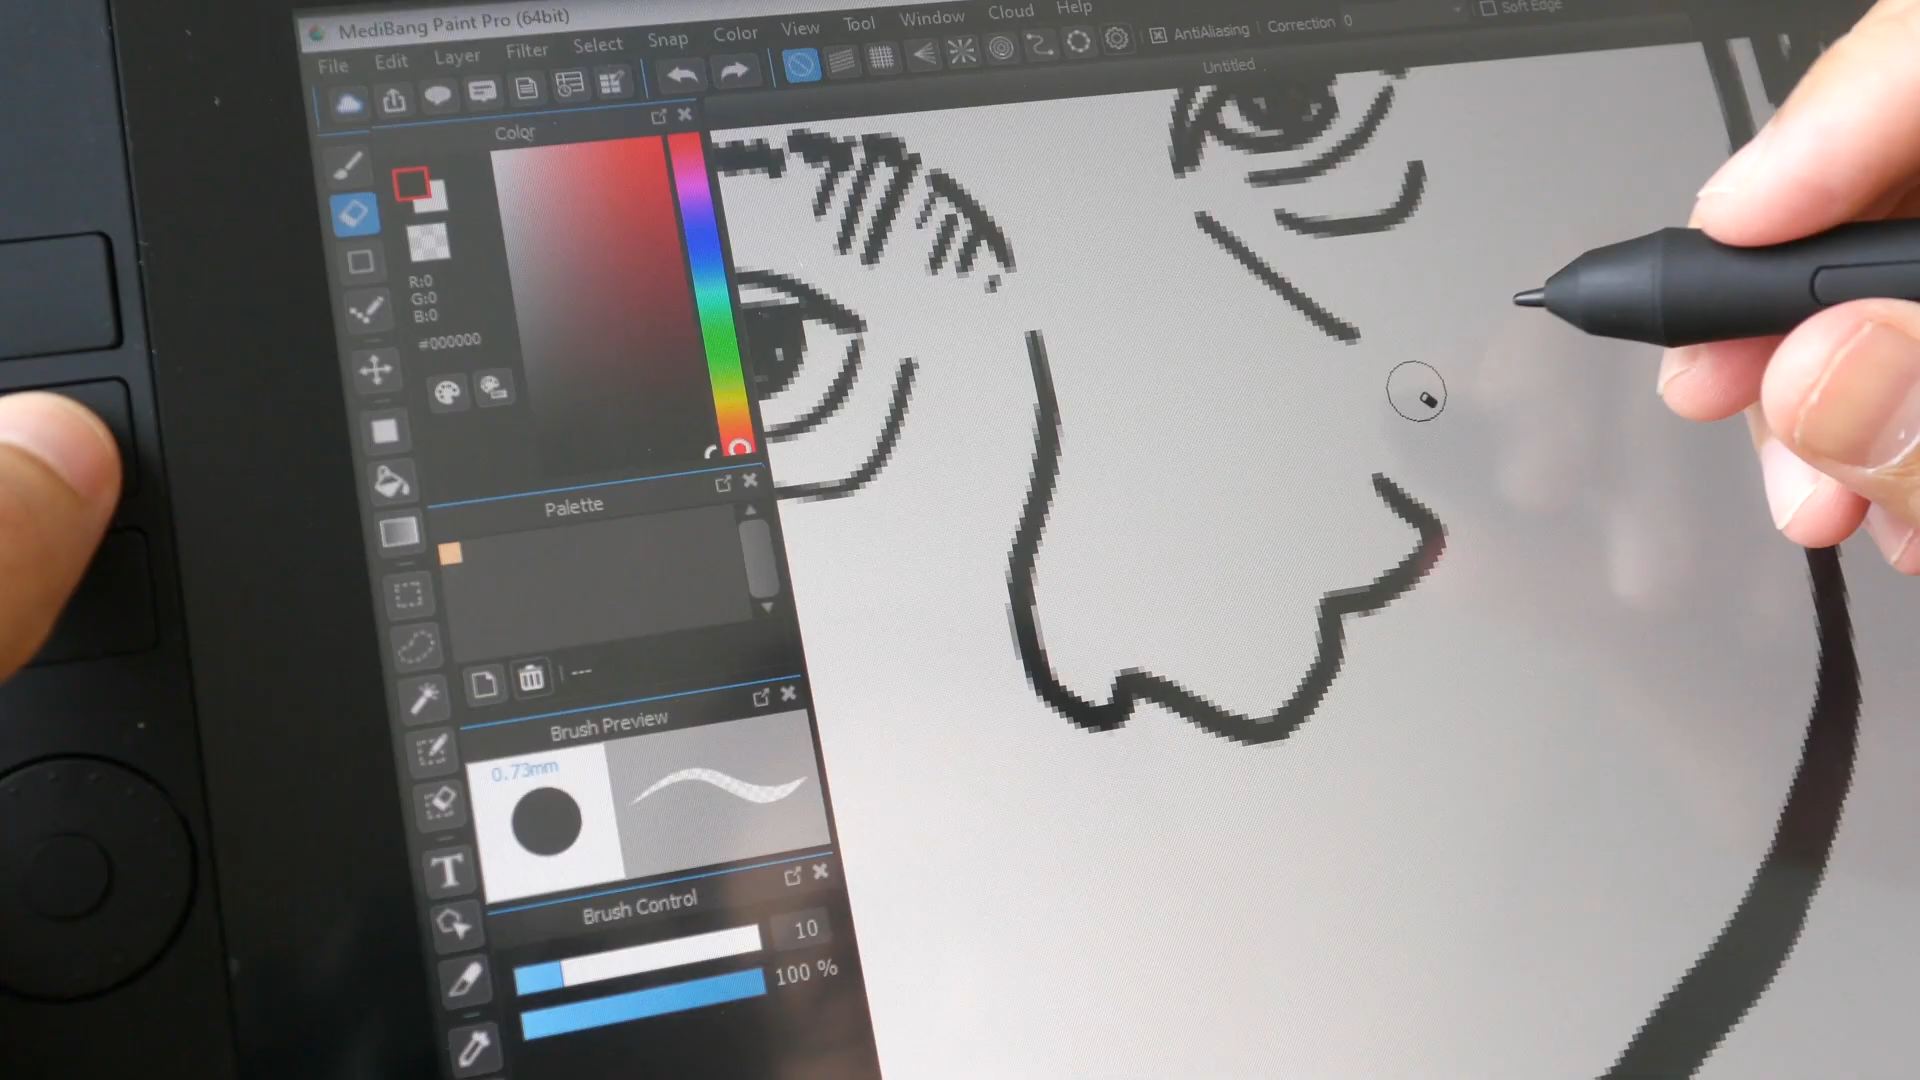 MediBang Paint Pro (64bit)
File Edit Layer Filter Select Snap Color View Tool Window Cloud Help
AntiAliasing Correction 0 Soft Edge
Untitled
Color
R:0
G:0
B:0
#000000
Palette
---
Brush Preview
0.73mm
T
Brush Control
10
100 %